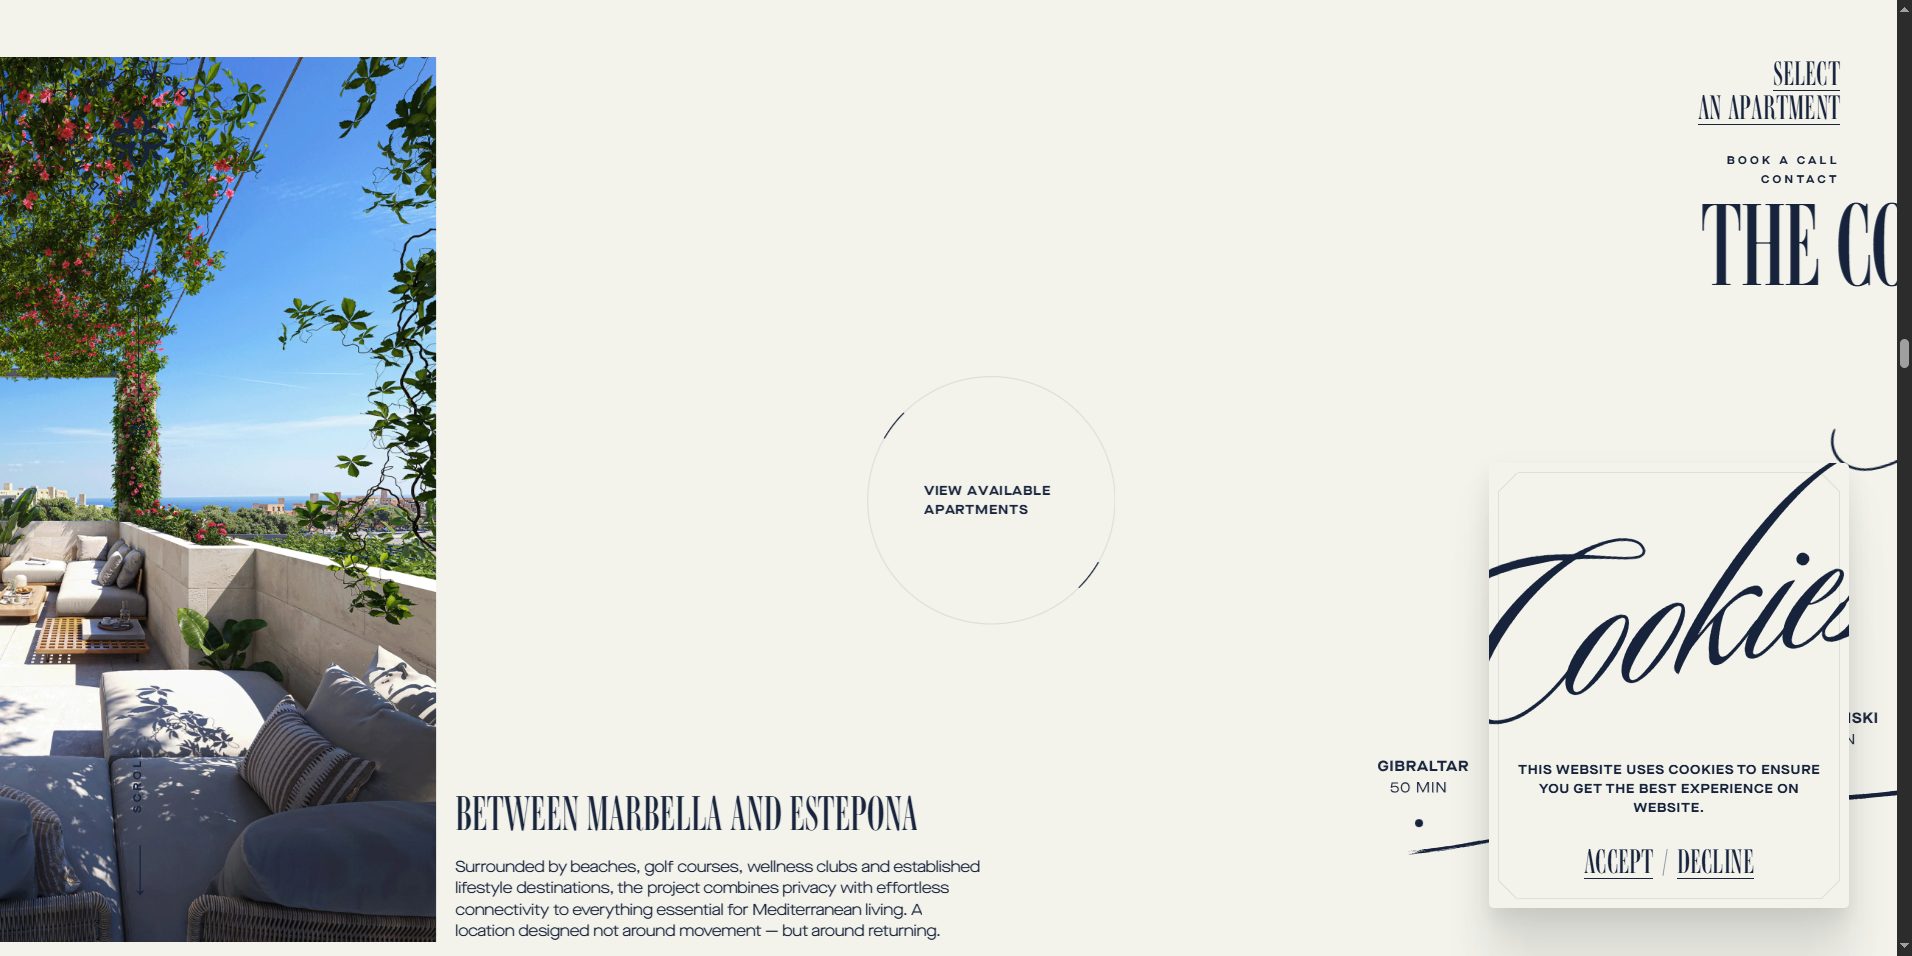 SELECT
AN APARTMENT
BOOK A CALL
CONTACT
THE CO
VIEW AVAILABLE
APARTMENTS
Cookies
GIBRALTAR
50 MIN
THIS WEBSITE USES COOKIES TO ENSURE
YOU GET THE BEST EXPERIENCE ON
WEBSITE.
ACCEPT / DECLINE
SCROLL
BETWEEN MARBELLA AND ESTEPONA
Surrounded by beaches, golf courses, wellness clubs and established
lifestyle destinations, the project combines privacy with effortless
connectivity to everything essential for Mediterranean living. A
location designed not around movement — but around returning.